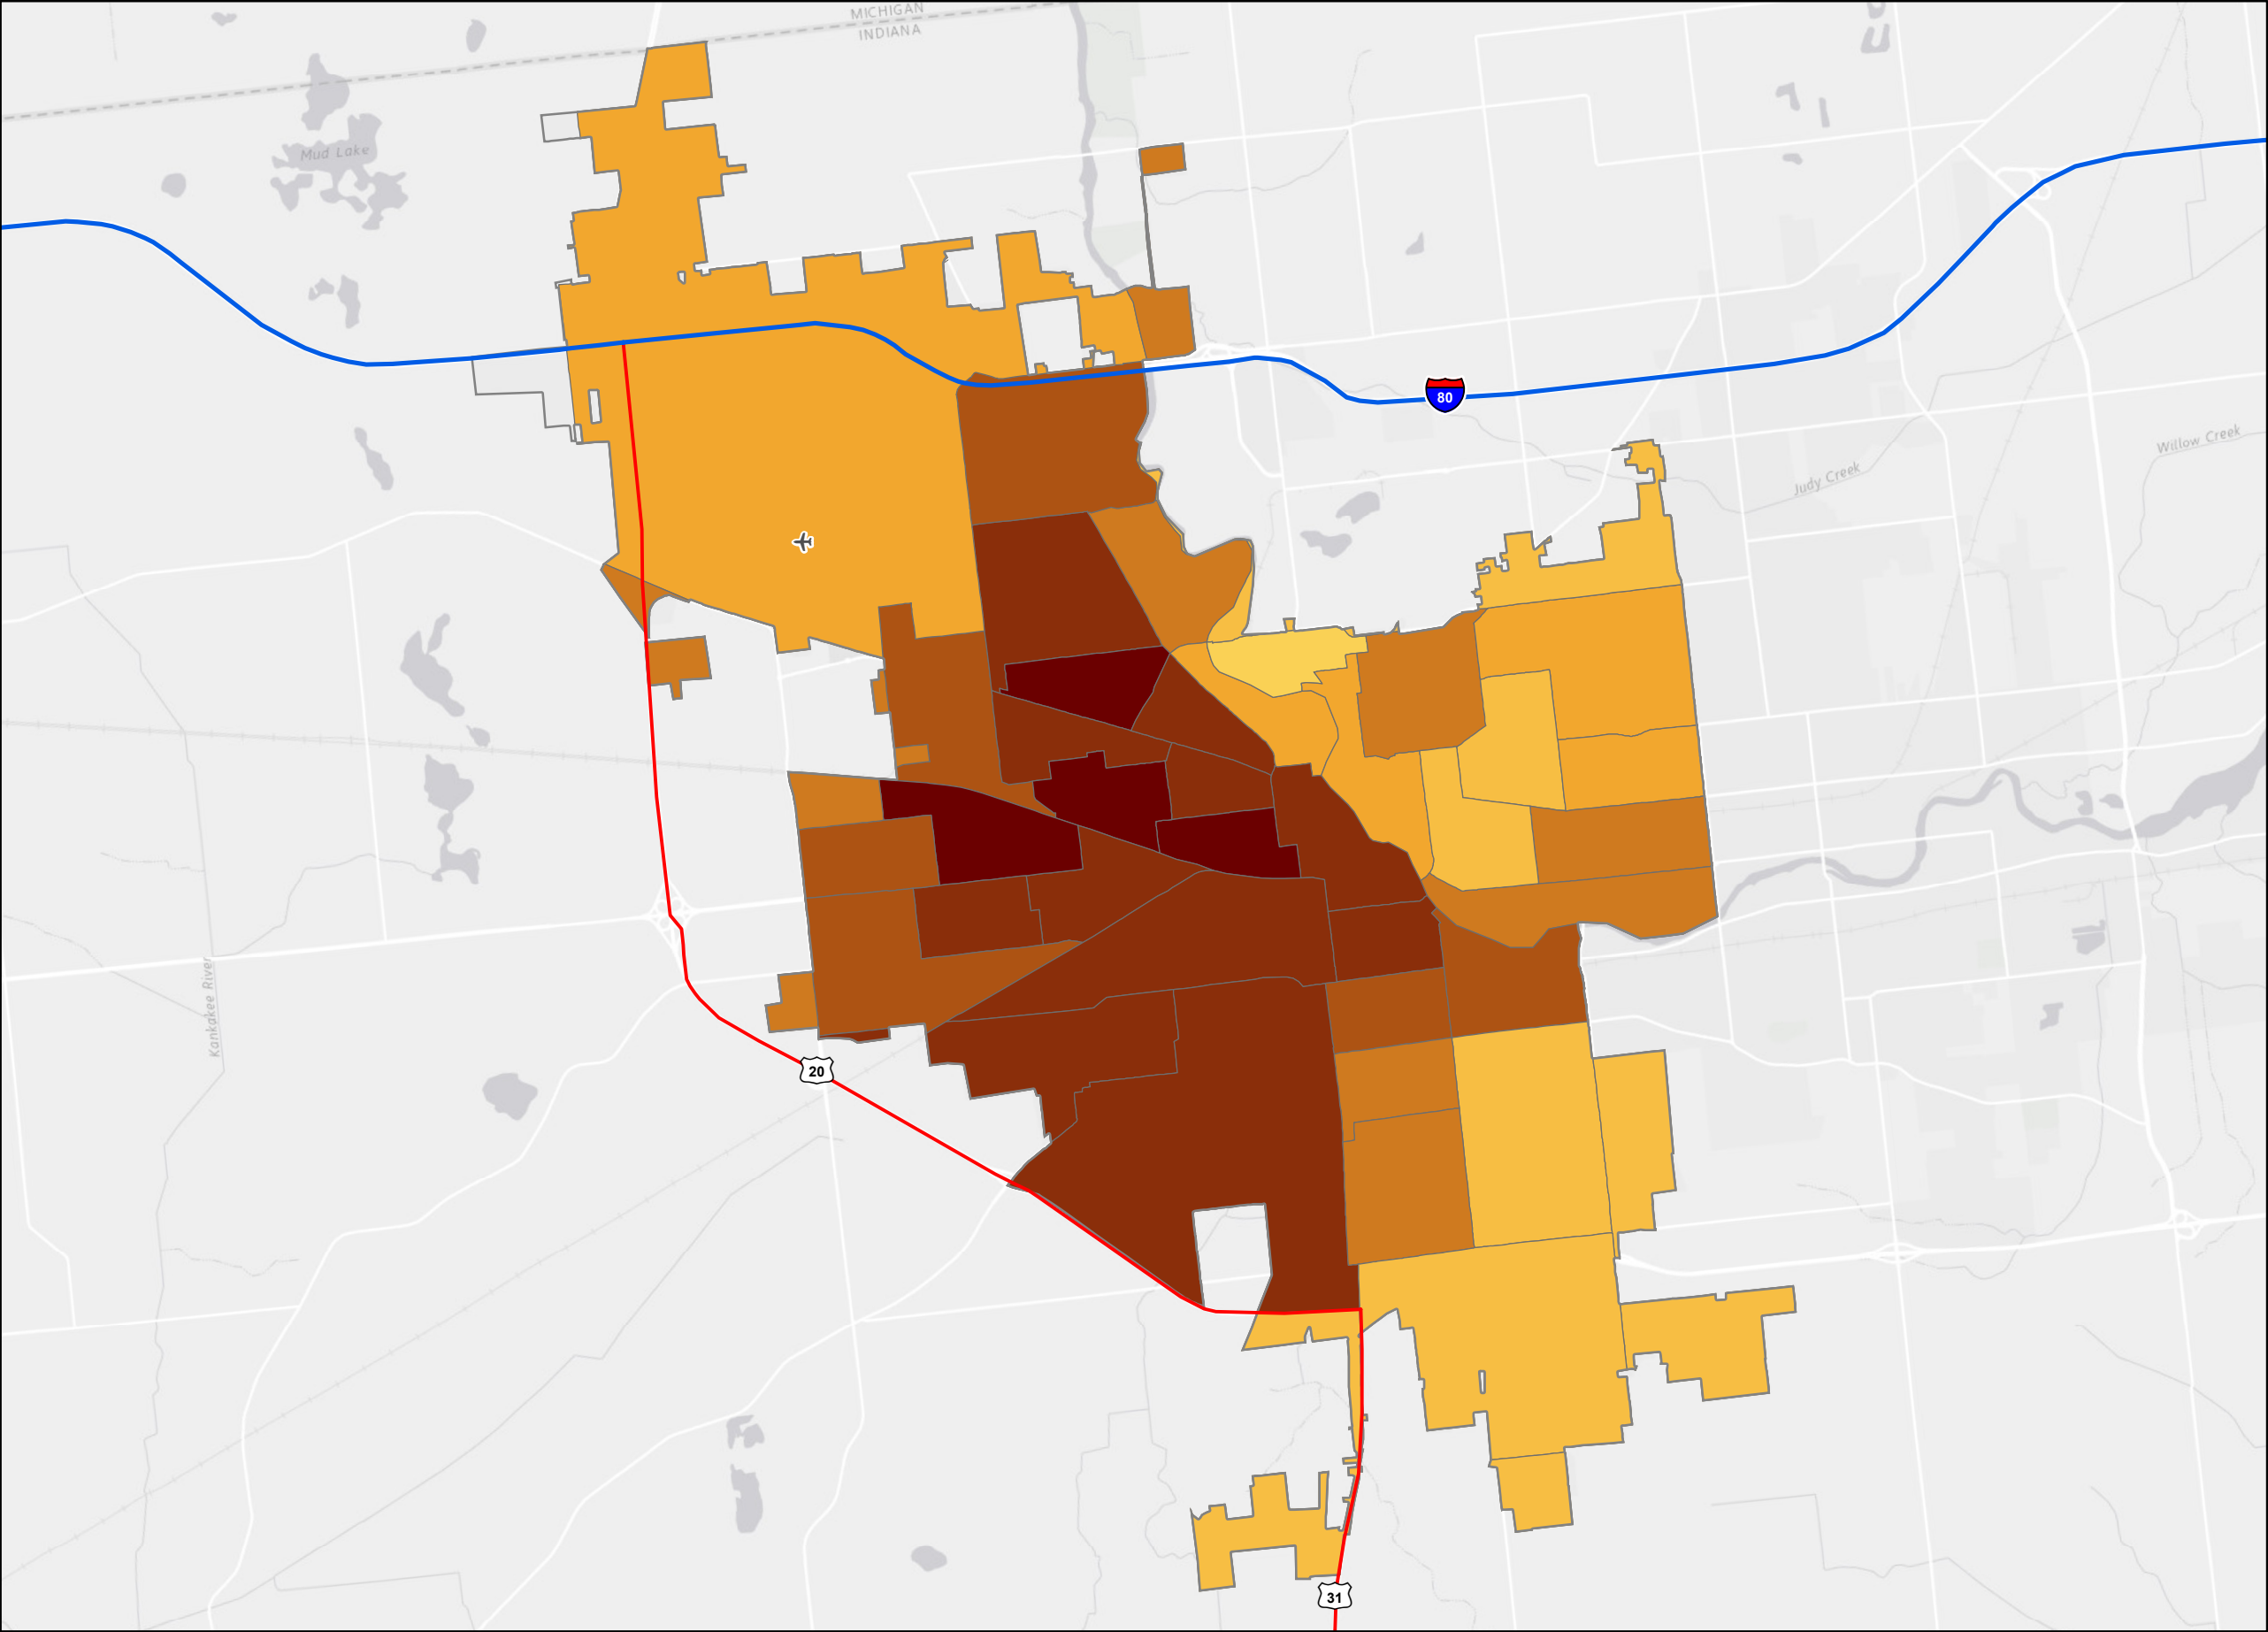 MICHIGAN
INDIANA
Mud Lake
80
Willow Creek
Judy Creek
Kankakee River
20
31